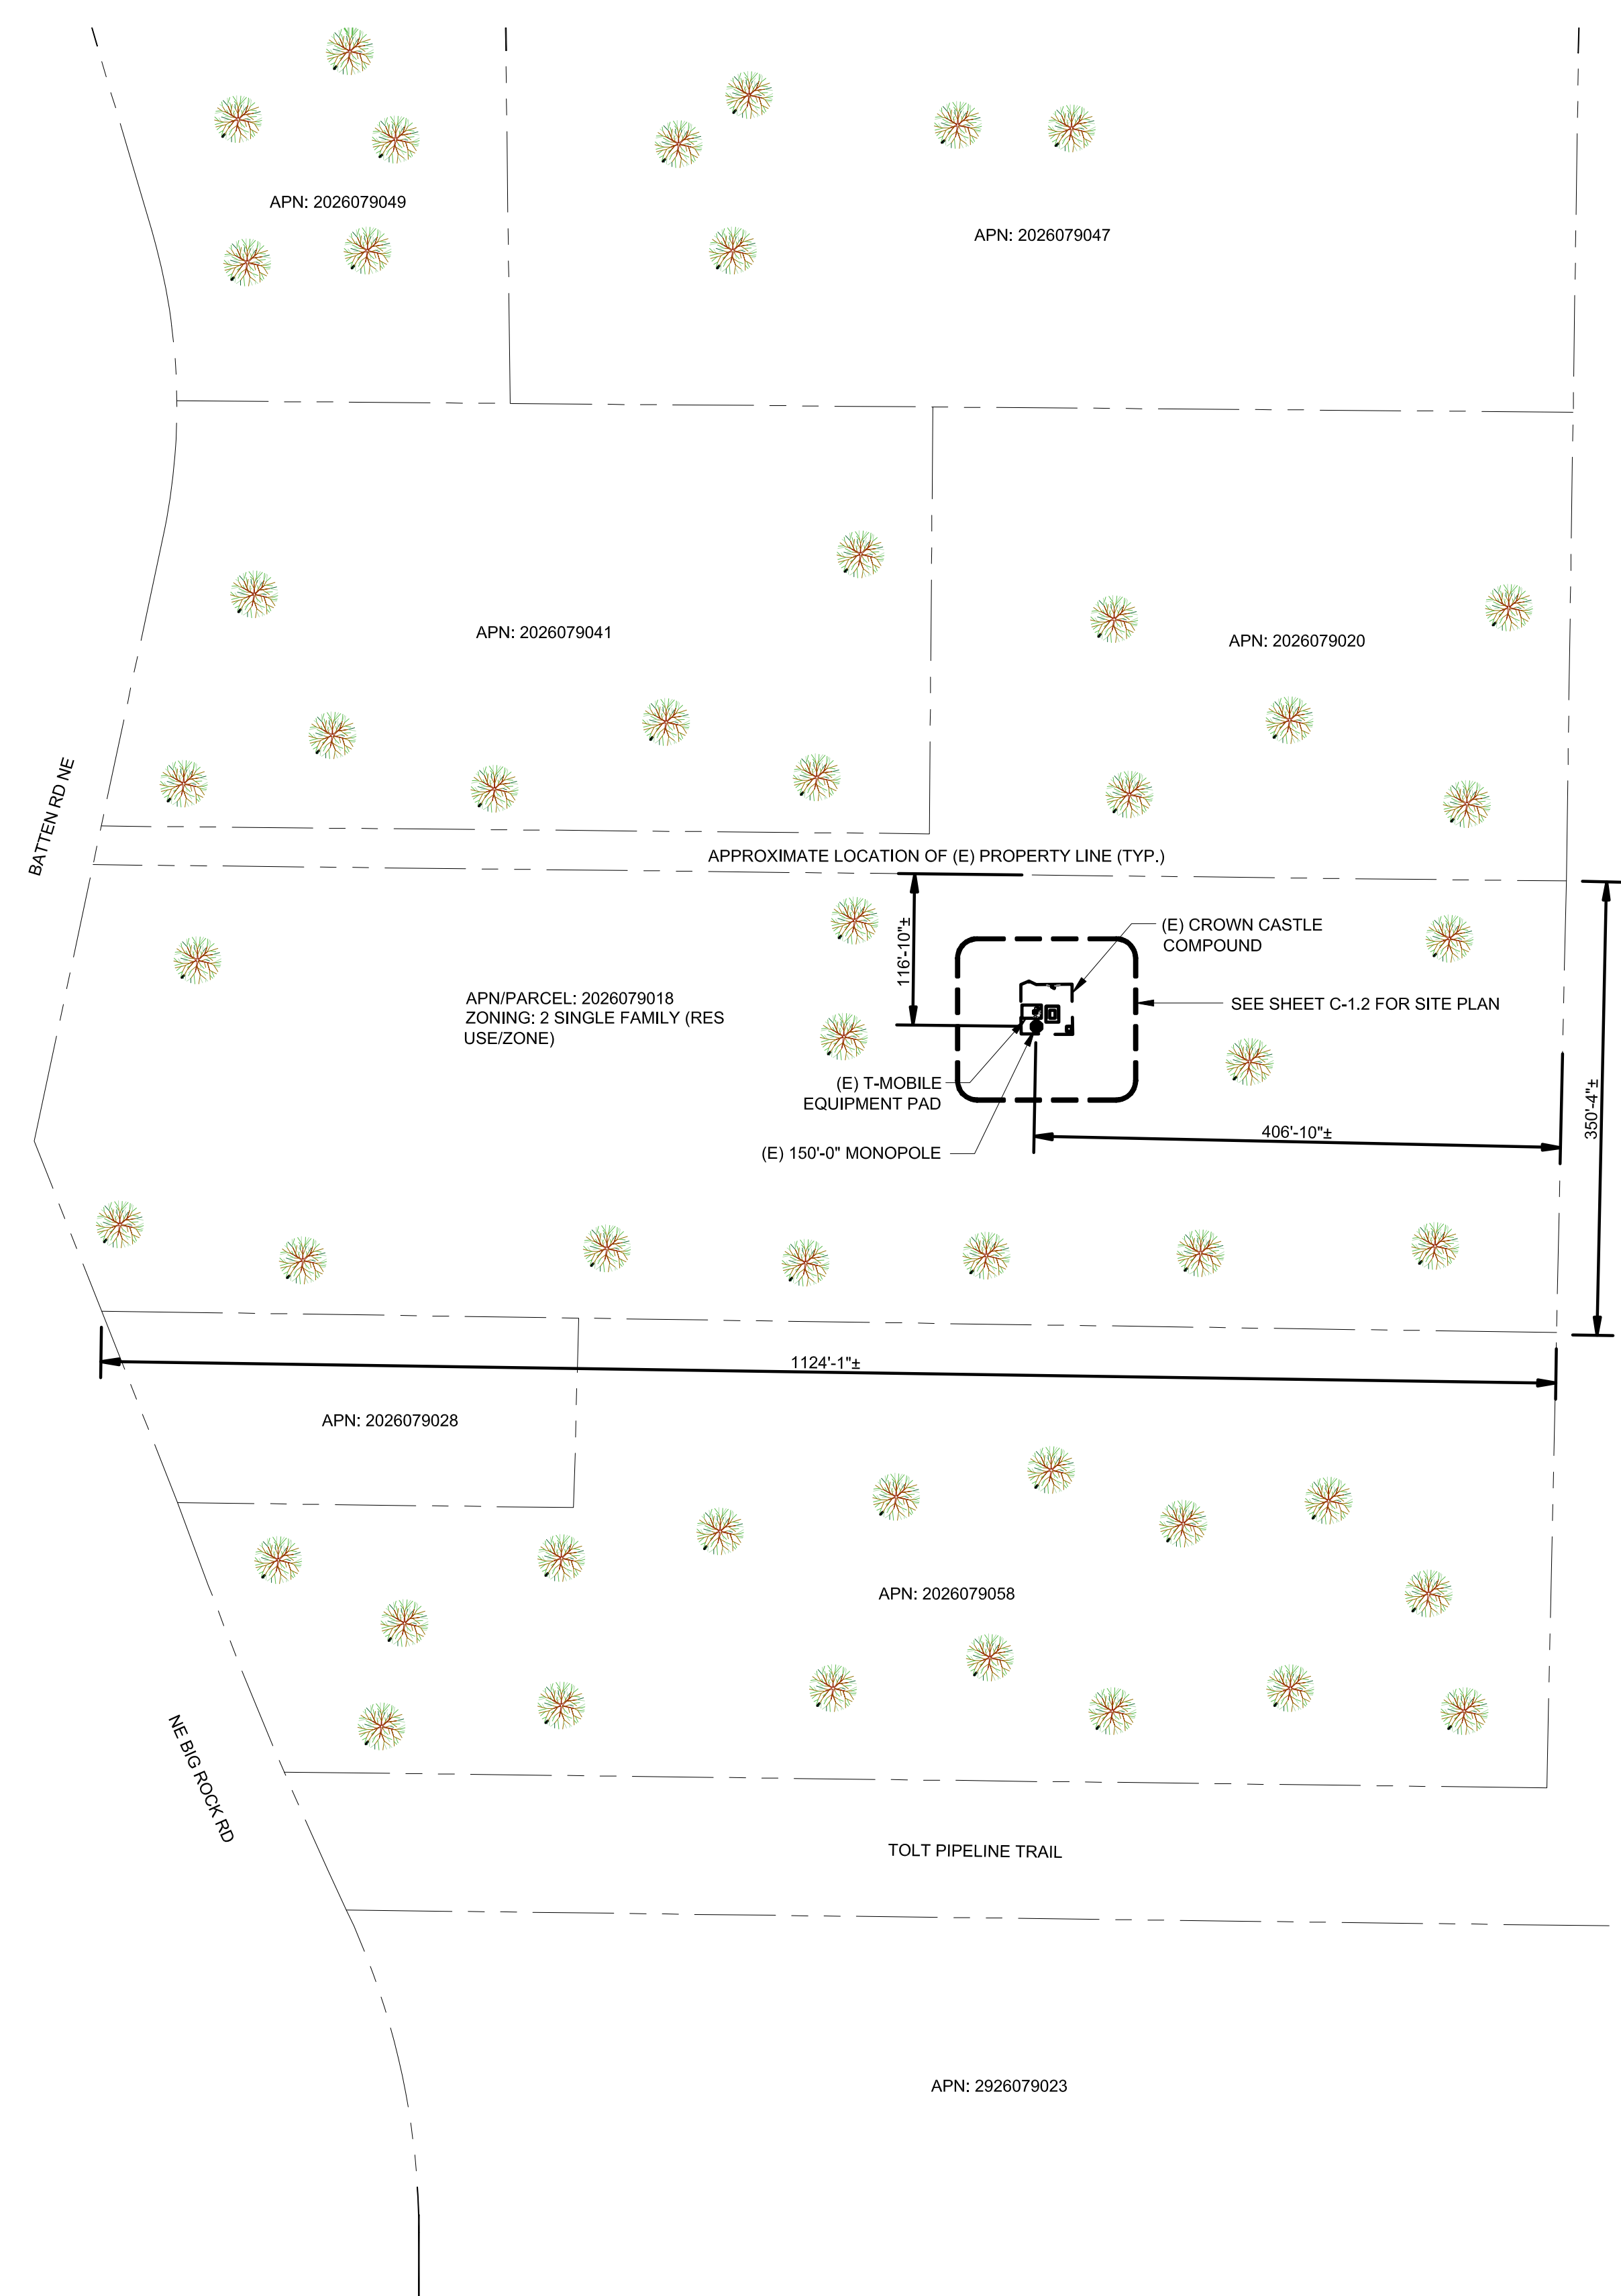 APN: 2026079049
APN: 2026079047
APN: 2026079041
APN: 2026079020
BATTEN RD NE
APPROXIMATE LOCATION OF (E) PROPERTY LINE (TYP.)
116'-10"±
(E) CROWN CASTLE
COMPOUND
APN/PARCEL: 2026079018
ZONING: 2 SINGLE FAMILY (RES
USE/ZONE)
SEE SHEET C-1.2 FOR SITE PLAN
(E) T-MOBILE
EQUIPMENT PAD
350'-4"±
406'-10"±
(E) 150'-0" MONOPOLE
1124'-1"±
APN: 2026079028
APN: 2026079058
NE BIG ROCK RD
TOLT PIPELINE TRAIL
APN: 2926079023